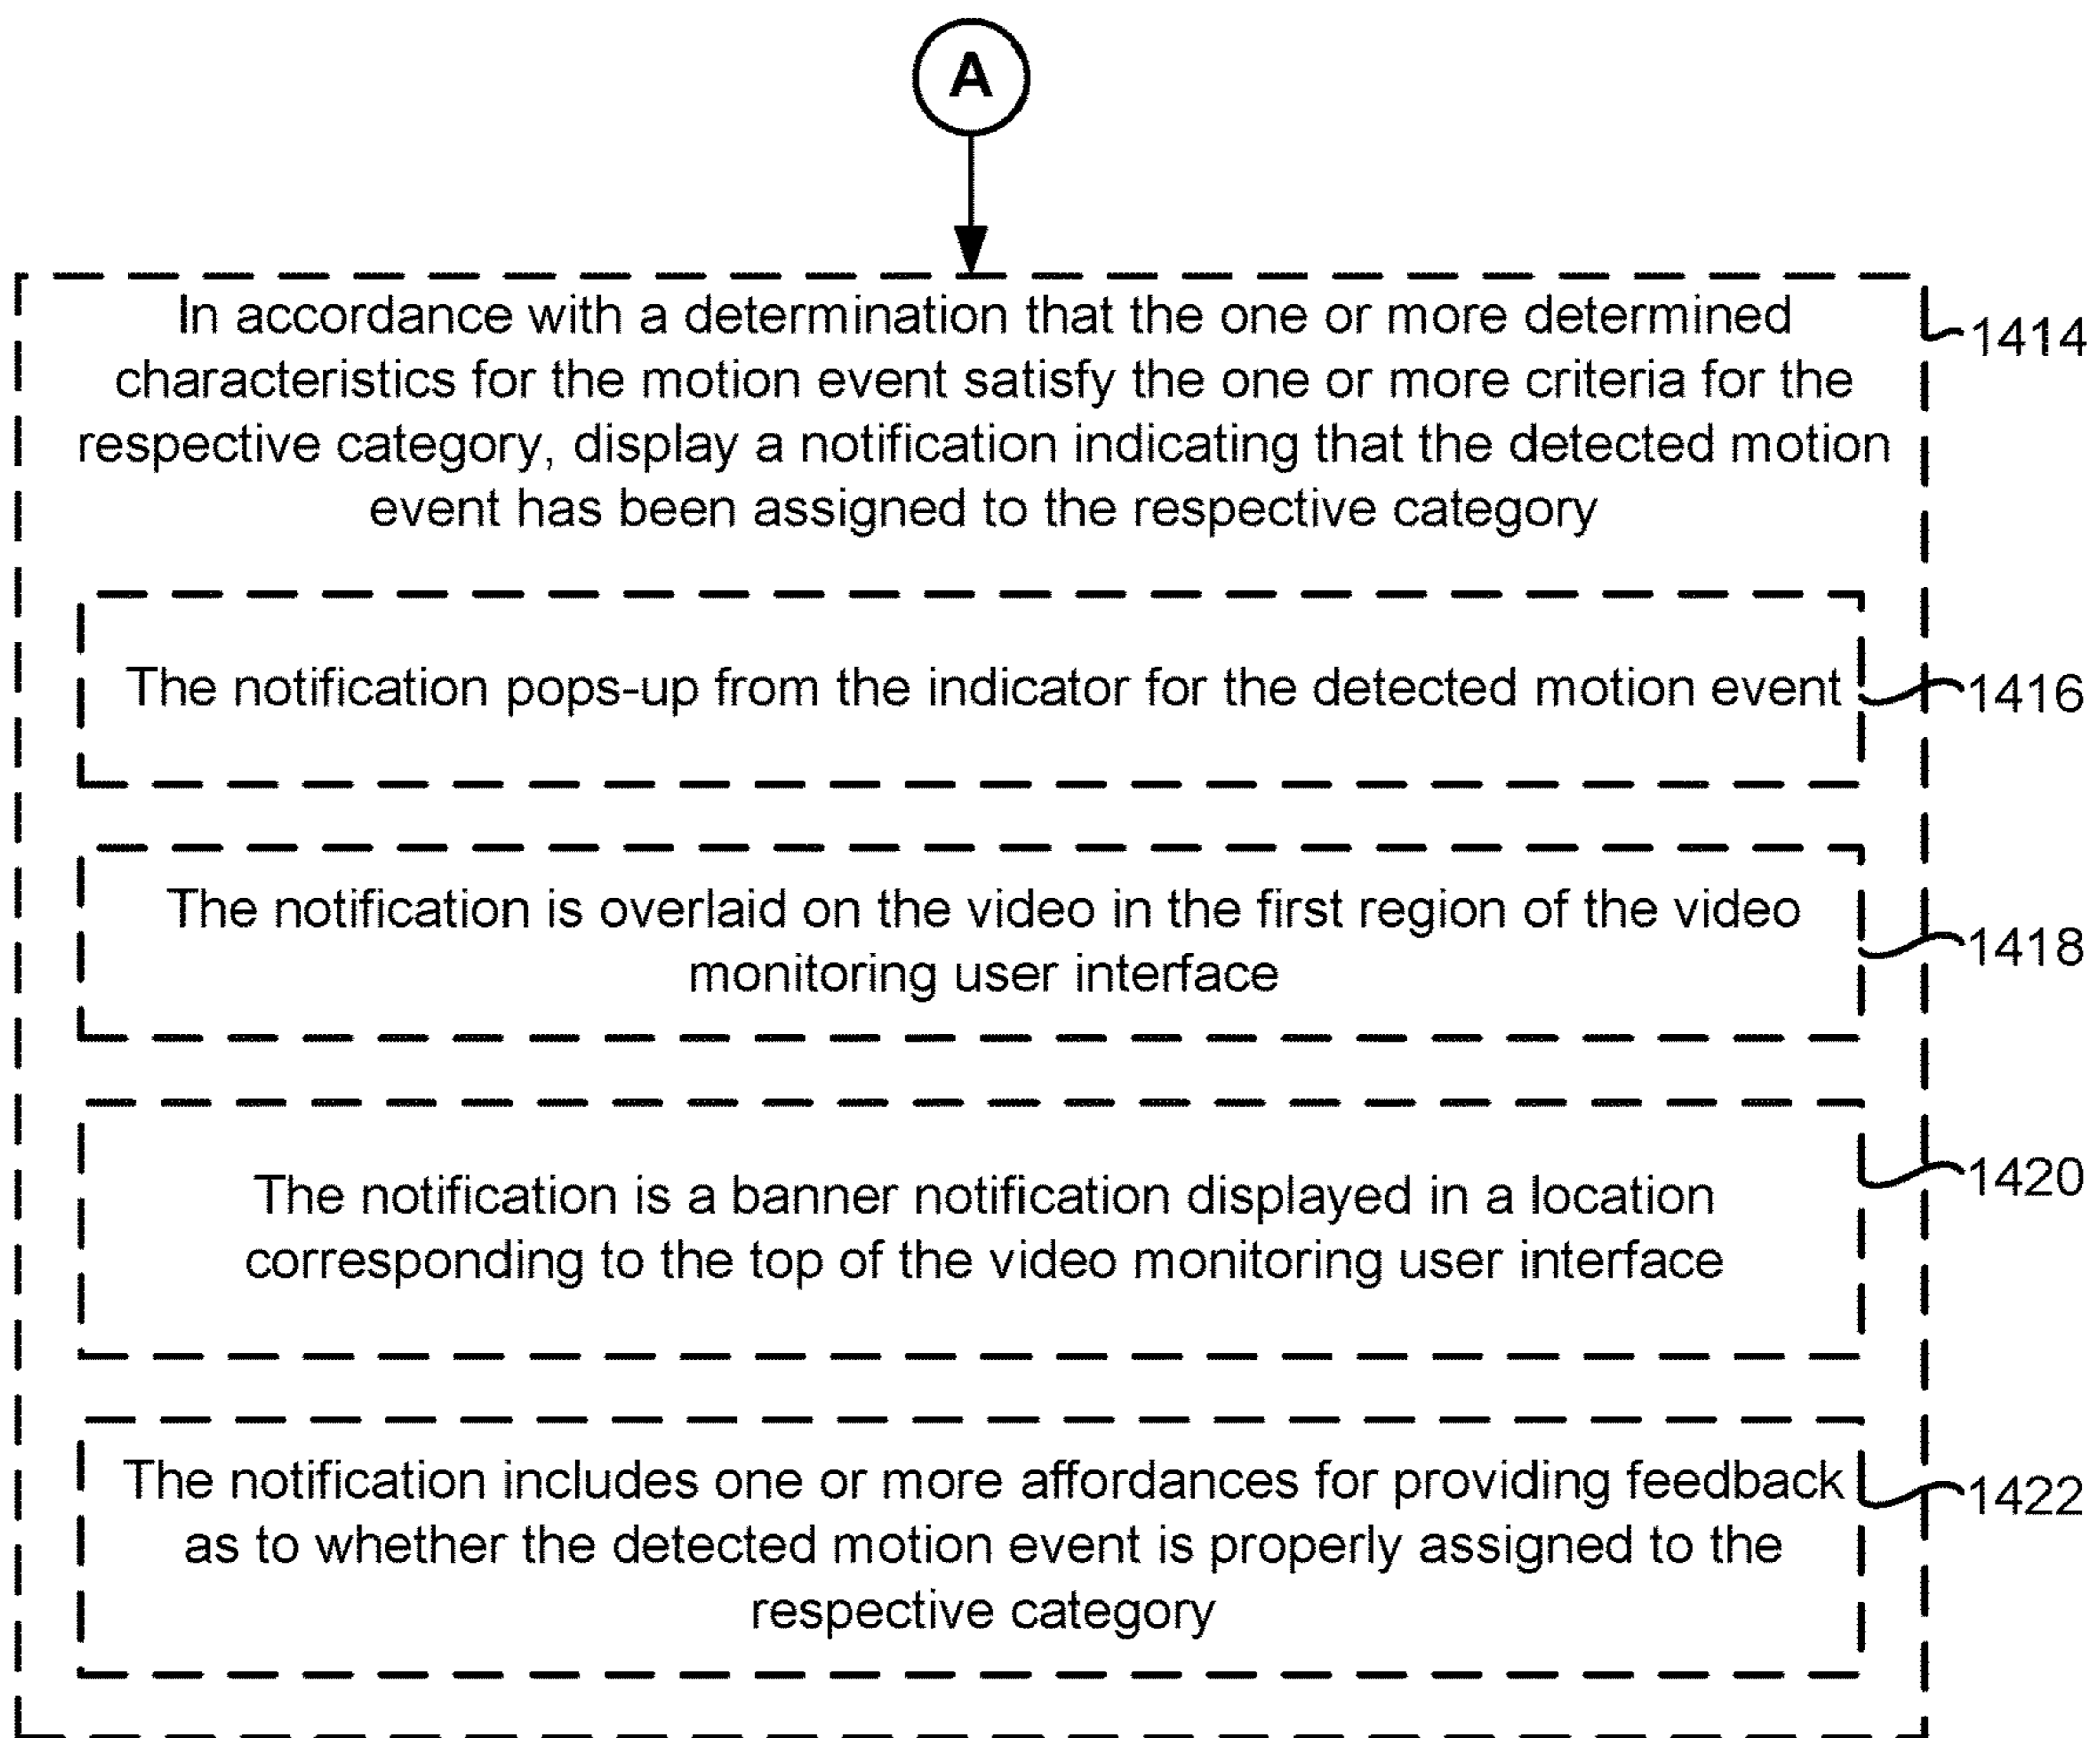 A
In accordance with a determination that the one or more determined
characteristics for the motion event satisfy the one or more criteria for the
respective category, display a notification indicating that the detected motion
event has been assigned to the respective category
1414
The notification pops-up from the indicator for the detected motion event
1416
The notification is overlaid on the video in the first region of the video
monitoring user interface
1418
The notification is a banner notification displayed in a location
corresponding to the top of the video monitoring user interface
1420
The notification includes one or more affordances for providing feedback
as to whether the detected motion event is properly assigned to the
respective category
1422